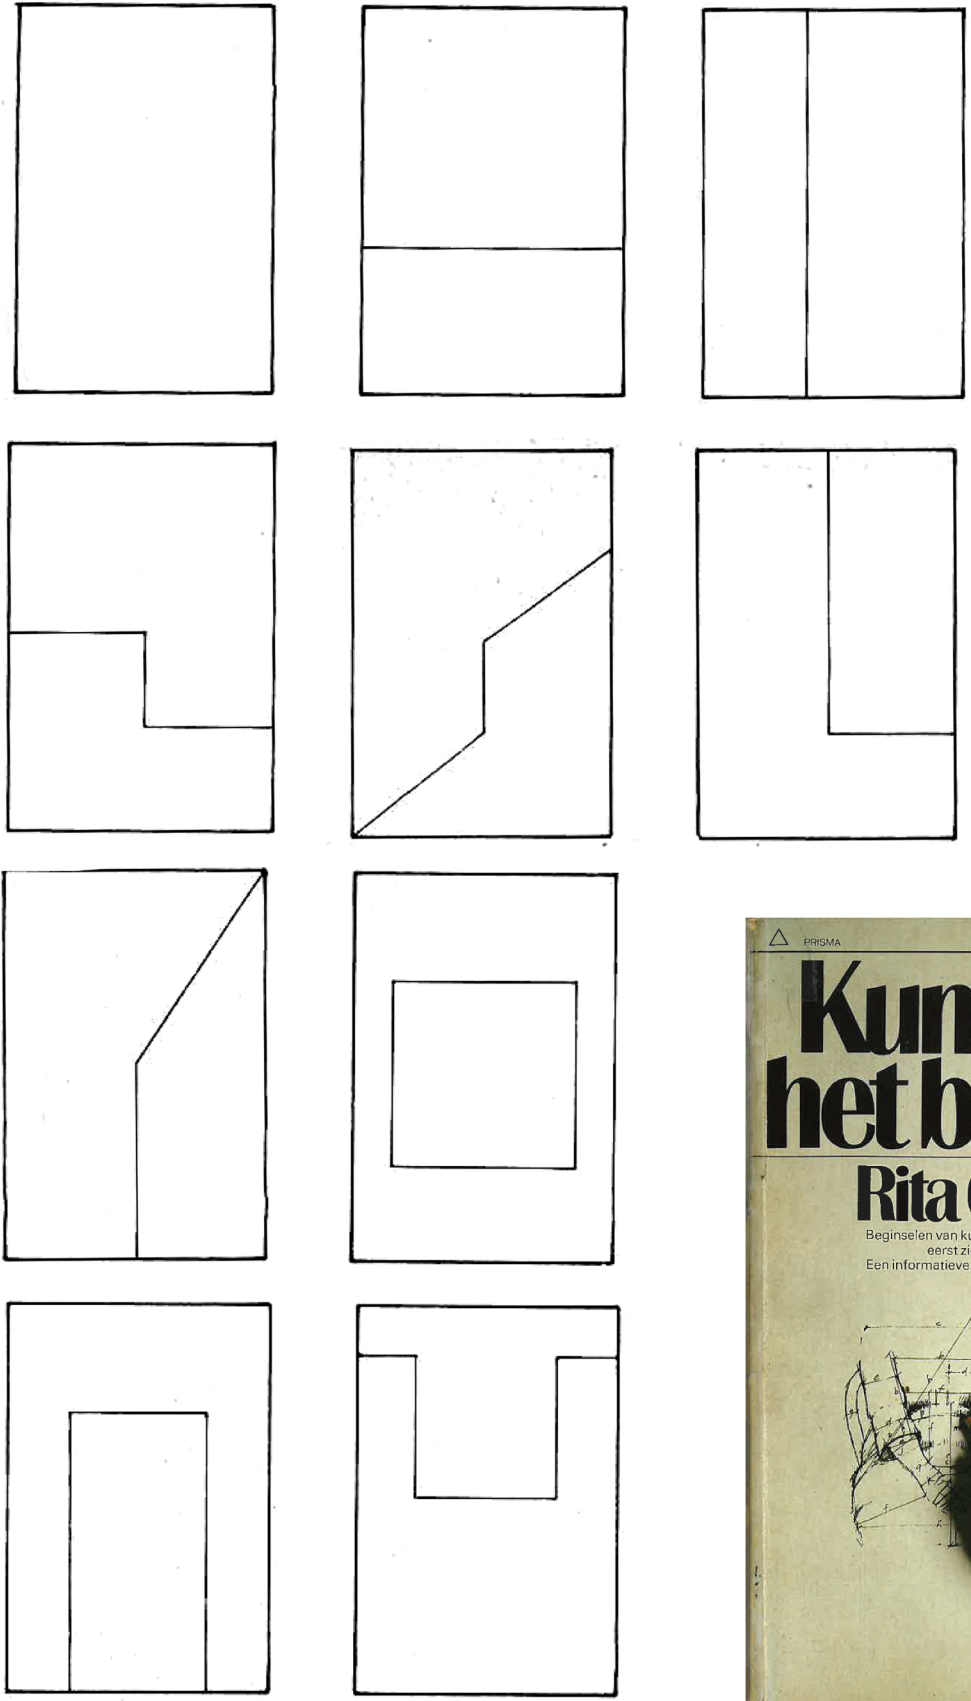 PRISMA
Kun
het b
Rita
Beginselen van ku
eerst zi
Een informatieve